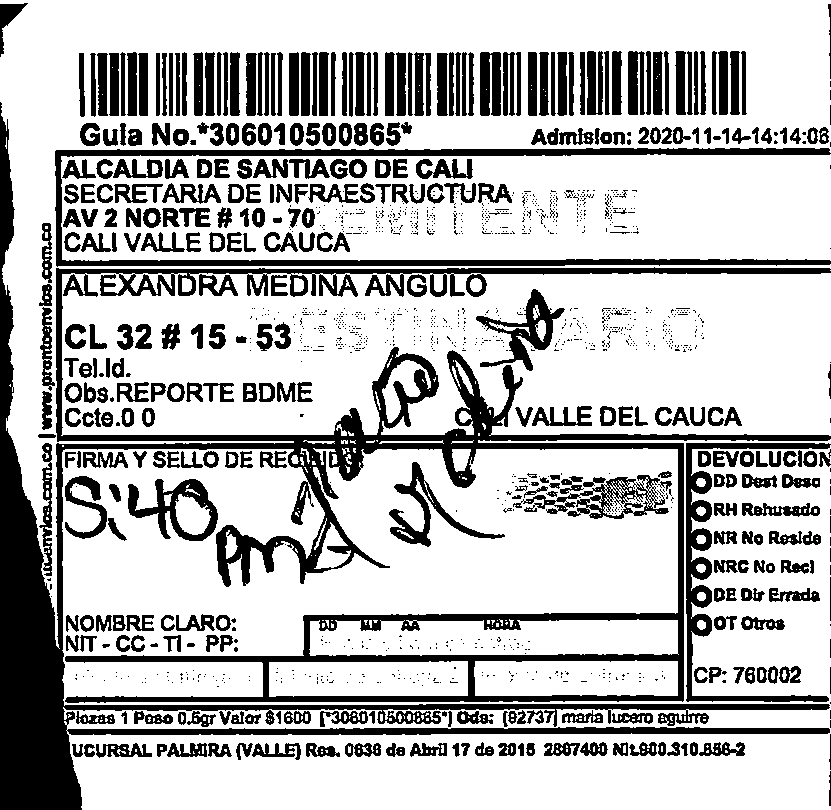 Guia No.*306010500865*
Admision: 2020-11-14-14:14:08
ALCALDIA DE SANTIAGO DE CALI
SECRETARIA DE INFRAESTRUCTURA
REMITENTE
AV 2 NORTE # 10 - 70
CALI VALLE DEL CAUCA
www.prontoenvios.com.co
ALEXANDRA MEDINA ANGULO
DESTINATARIO
CL 32 # 15 - 53
Tel.Id.
Obs.REPORTE BDME
Ccte.0 0
CALI VALLE DEL CAUCA
FIRMA Y SELLO DE RECIBIDO:
5:40 pm
DEVOLUCION
DD Dest Desc
RH Rehusado
NR No Reside
NRC No Recl
DE Dir Errada
OT Otros
NOMBRE CLARO:
NIT - CC - TI - PP:
DD MM AA HORA
CP: 760002
Piezas 1 Peso 0.5gr Valor $1600 [*306010500865*] Ods: [92737] maria lucero aguirre
UCURSAL PALMIRA (VALLE) Res. 0636 de Abril 17 de 2015 2867400 Nit.900.310.856-2